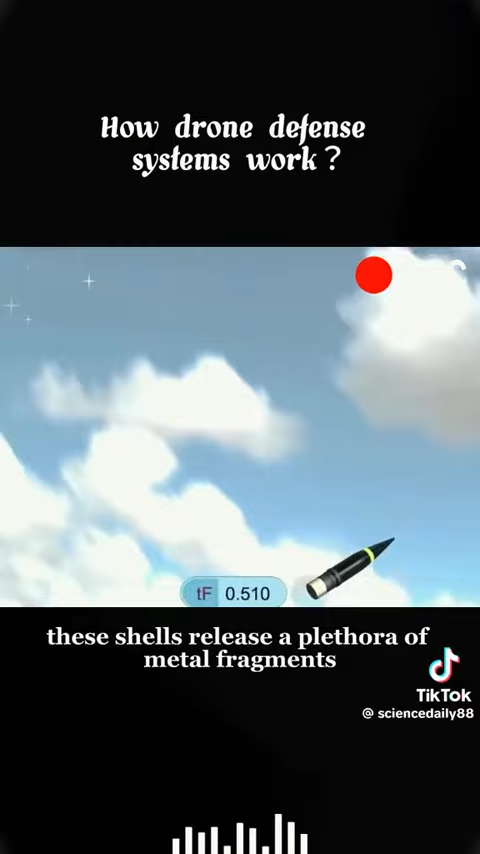 How drone defense
systems work ?
tF 0.510
these shells release a plethora of
metal fragments
TikTok
@ sciencedaily88